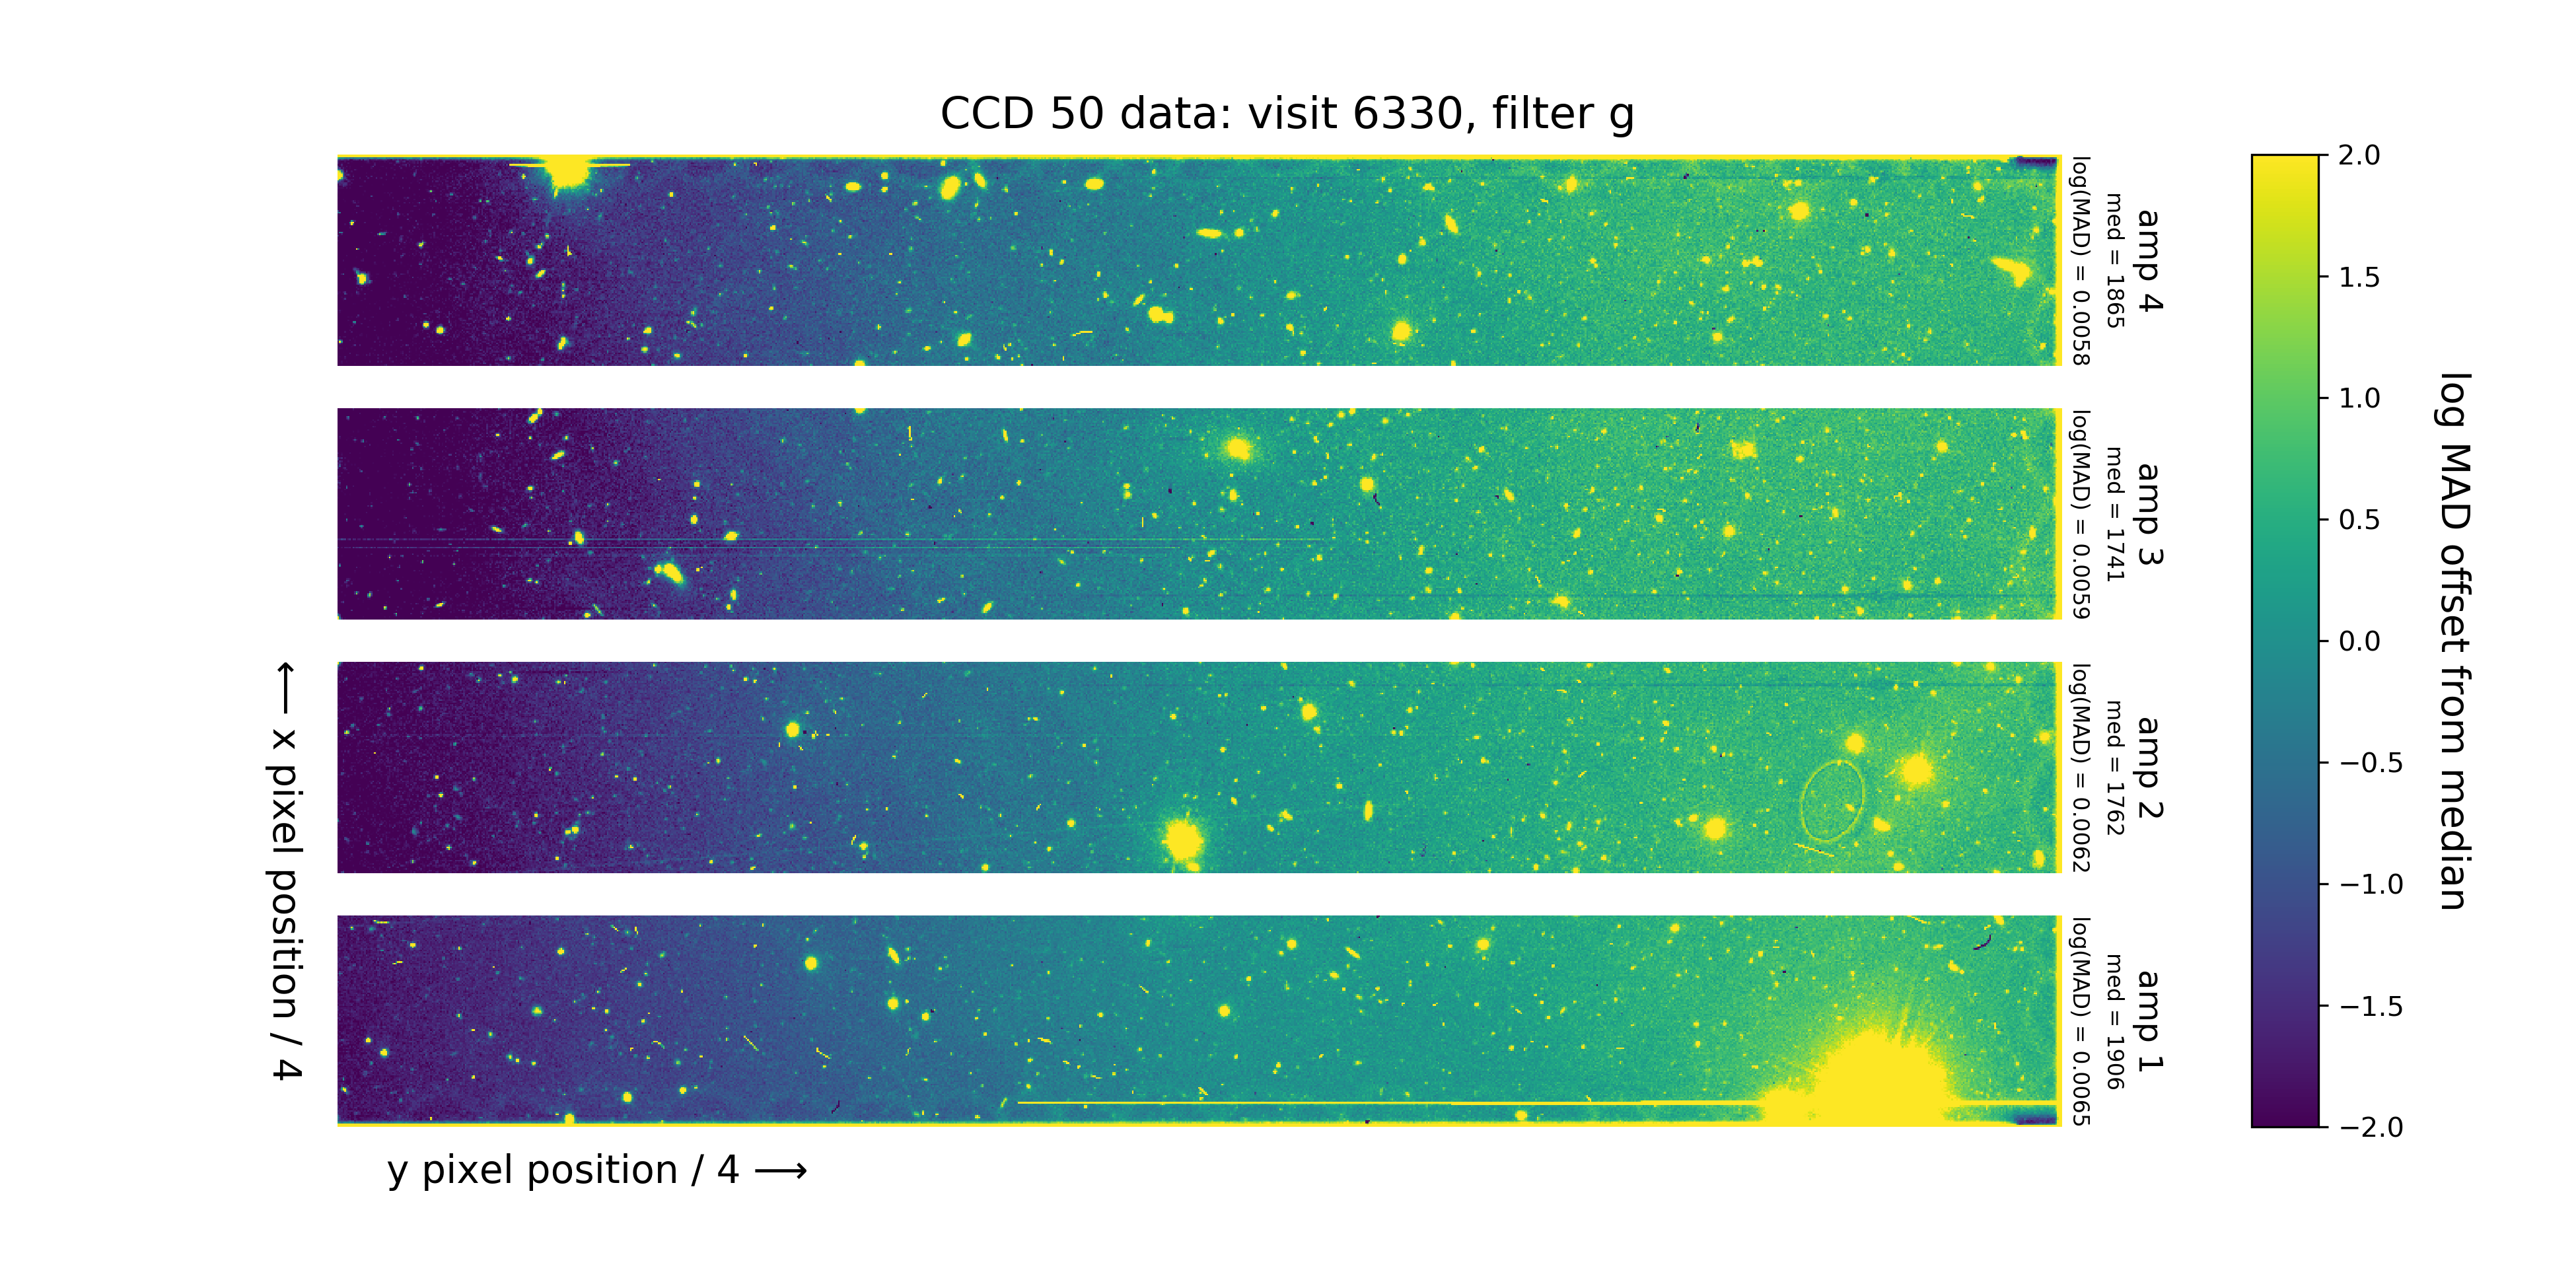 CCD 50 data: visit 6330, filter g
amp 4
med = 1865
log(MAD) = 0.0058
amp 3
med = 1741
log(MAD) = 0.0059
amp 2
med = 1762
log(MAD) = 0.0062
amp 1
med = 1906
log(MAD) = 0.0065
⟵ x pixel position / 4
y pixel position / 4 ⟶
2.0
1.5
1.0
0.5
0.0
−0.5
−1.0
−1.5
−2.0
log MAD offset from median